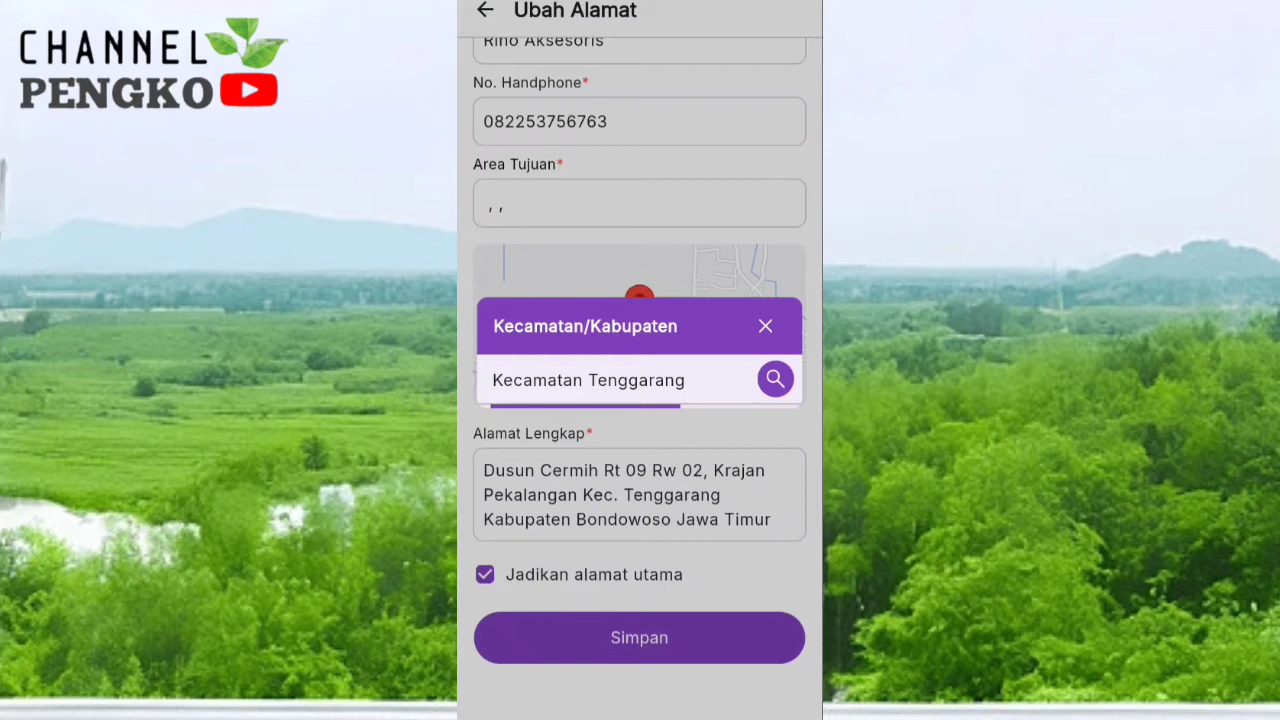 CHANNEL
PENGKO
Ubah Alamat
Rino Aksesoris
No. Handphone*
082253756763
Area Tujuan*
, ,
Kecamatan/Kabupaten
Kecamatan Tenggarang
Alamat Lengkap*
Dusun Cermih Rt 09 Rw 02, Krajan
Pekalangan Kec. Tenggarang
Kabupaten Bondowoso Jawa Timur
Jadikan alamat utama
Simpan